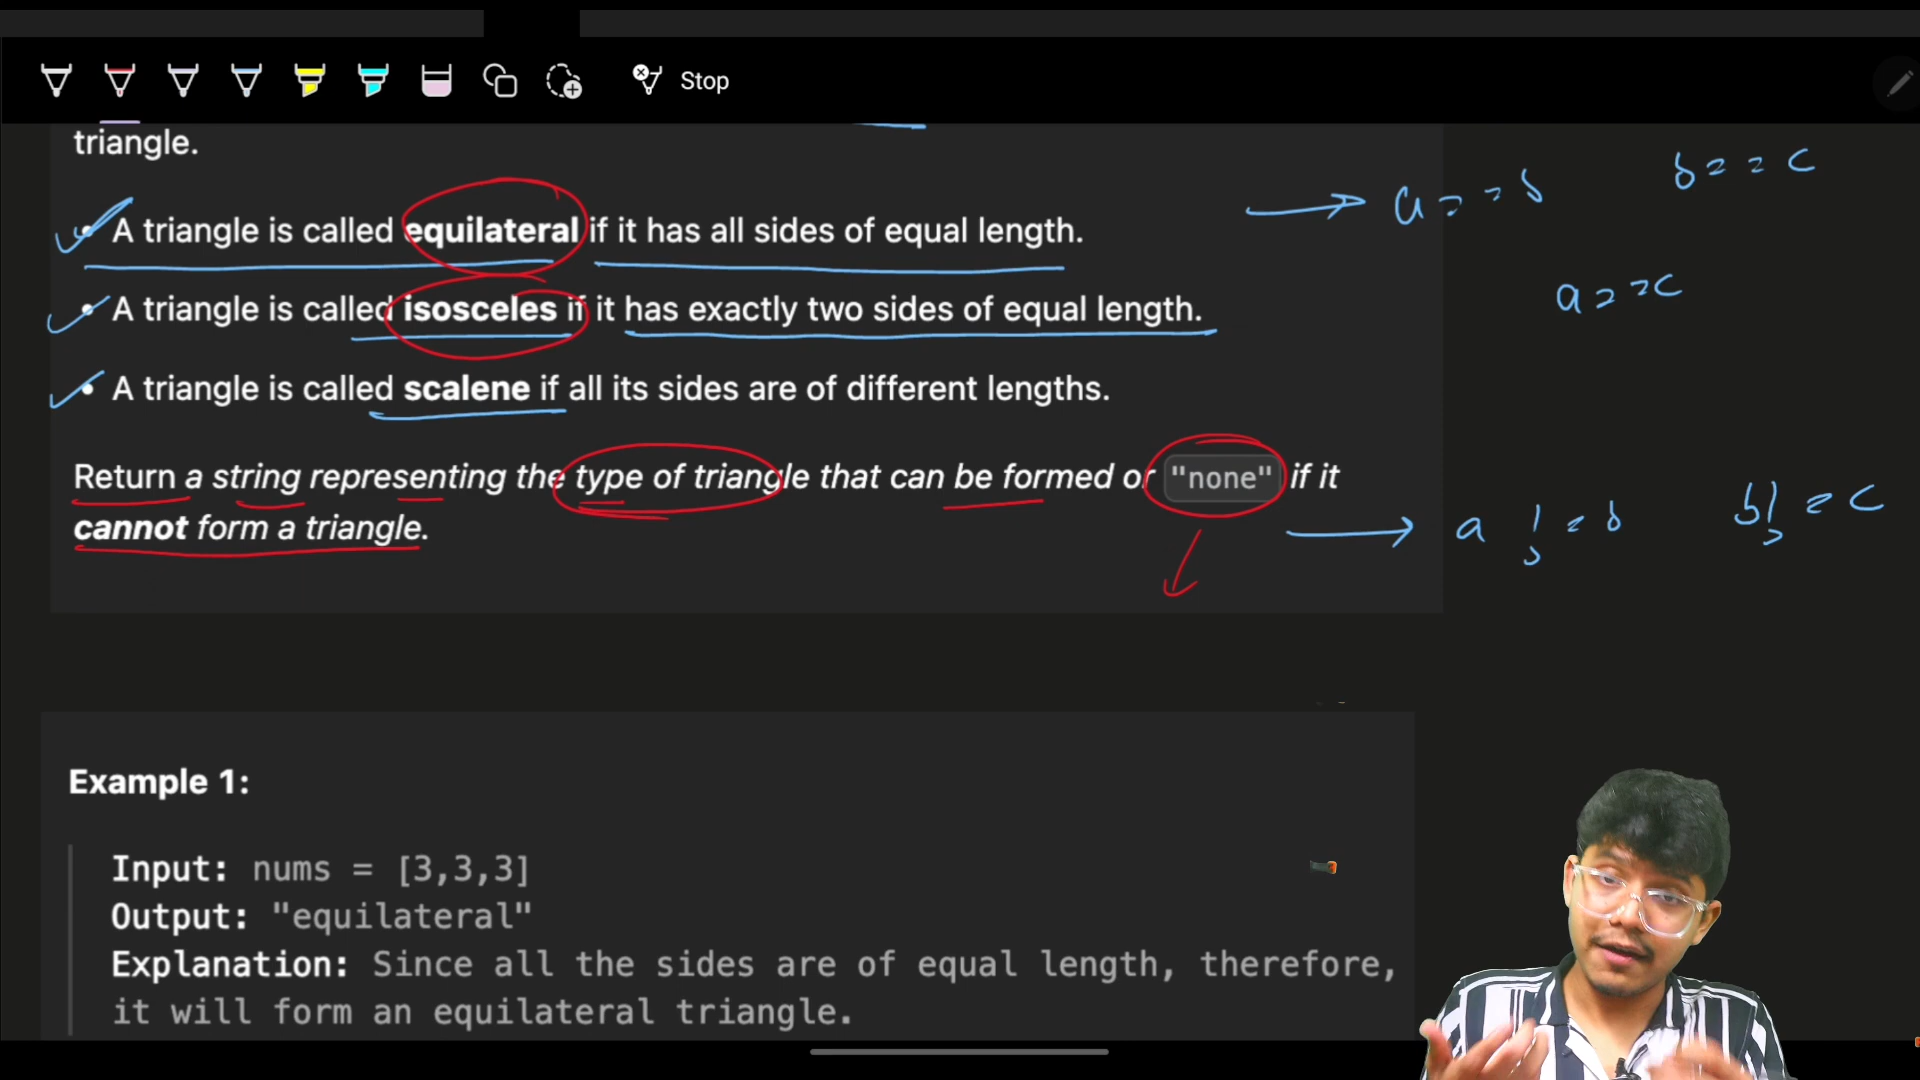 Stop
triangle.
A triangle is called equilateral if it has all sides of equal length.
A triangle is called isosceles if it has exactly two sides of equal length.
A triangle is called scalene if all its sides are of different lengths.
Return a string representing the type of triangle that can be formed or "none" if it
cannot form a triangle.
a == b
b == c
a == c
a != b
b != c
Example 1:
Input: nums = [3,3,3]
Output: "equilateral"
Explanation: Since all the sides are of equal length, therefore,
it will form an equilateral triangle.